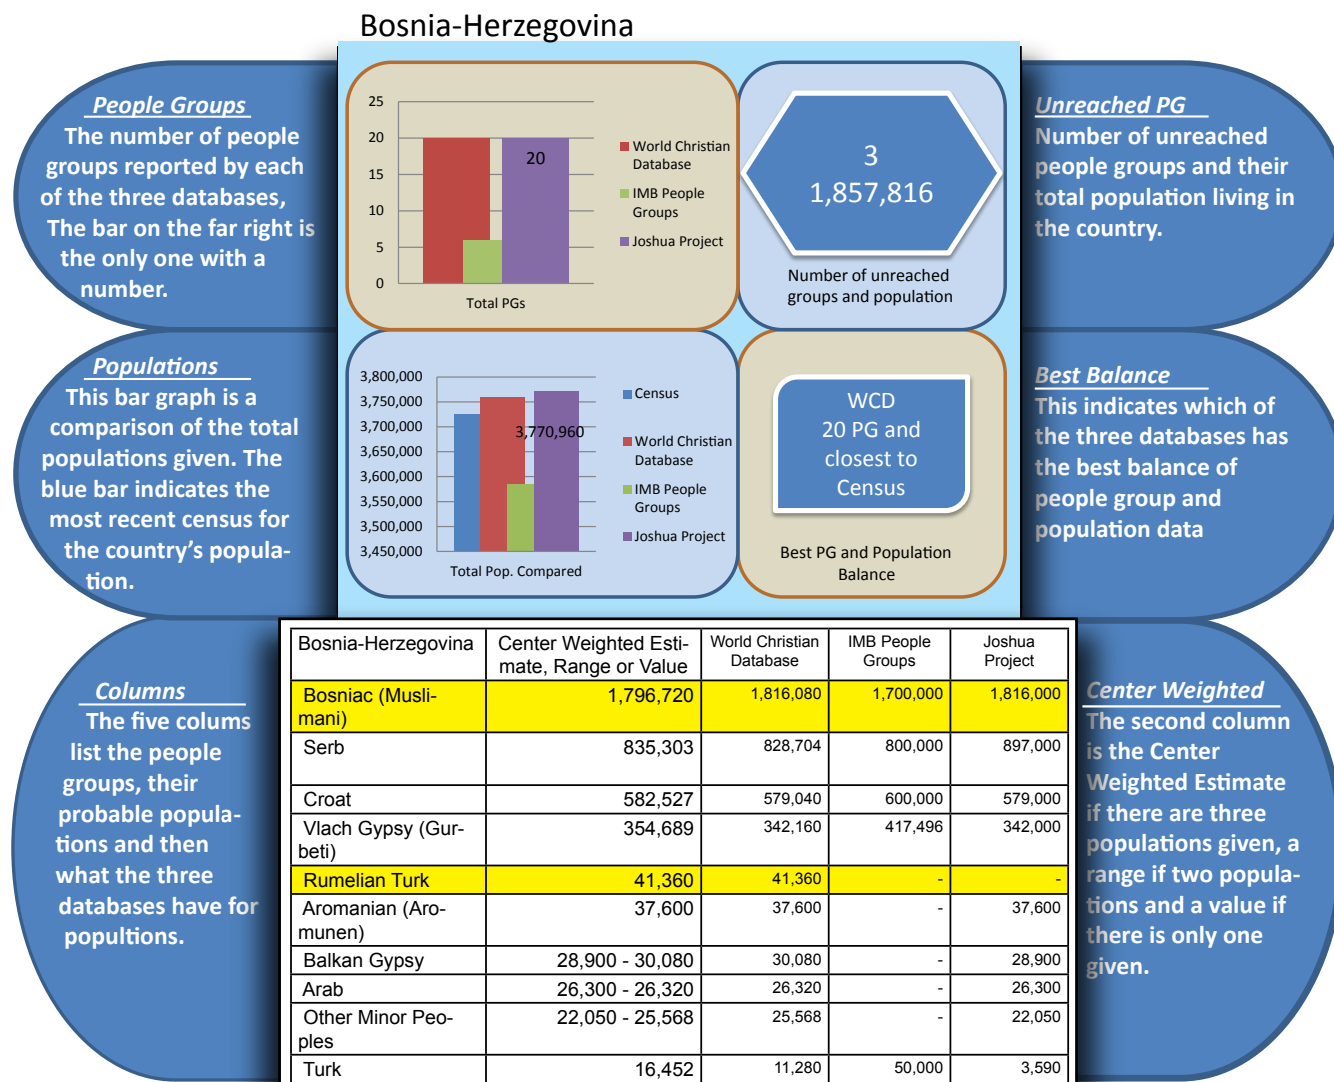 Bosnia-Herzegovina
People Groups
The number of people
groups reported by each
of the three databases,
The bar on the far right is
the only one with a
number.
25
20
15
10
5
0
20
Total PGs
World Christian
Database
IMB People
Groups
Joshua Project
3
1,857,816
Number of unreached
groups and population
Unreached PG
Number of unreached
people groups and their
total population living in
the country.
Populations
This bar graph is a
comparison of the total
populations given. The
blue bar indicates the
most recent census for
the country's popula-
tion.
3,800,000
3,750,000
3,700,000
3,650,000
3,600,000
3,550,000
3,500,000
3,450,000
3,770,960
Total Pop. Compared
Census
World Christian
Database
IMB People
Groups
Joshua Project
WCD
20 PG and
closest to
Census
Best PG and Population
Balance
Best Balance
This indicates which of
the three databases has
the best balance of
people group and
population data
Columns
The five colums
list the people
groups, their
probable popula-
tions and then
what the three
databases have for
popultions.
Bosnia-Herzegovina Center Weighted Esti-mate, Range or Value World Christian Database IMB People Groups Joshua Project
Bosniac (Musli-mani) 1,796,720 1,816,080 1,700,000 1,816,000
Serb 835,303 828,704 800,000 897,000
Croat 582,527 579,040 600,000 579,000
Vlach Gypsy (Gur-beti) 354,689 342,160 417,496 342,000
Rumelian Turk 41,360 41,360 - -
Aromanian (Aro-munen) 37,600 37,600 - 37,600
Balkan Gypsy 28,900 - 30,080 30,080 - 28,900
Arab 26,300 - 26,320 26,320 - 26,300
Other Minor Peo-ples 22,050 - 25,568 25,568 - 22,050
Turk 16,452 11,280 50,000 3,590
Center Weighted
The second column
is the Center
Weighted Estimate
if there are three
populations given, a
range if two popula-
tions and a value if
there is only one
given.